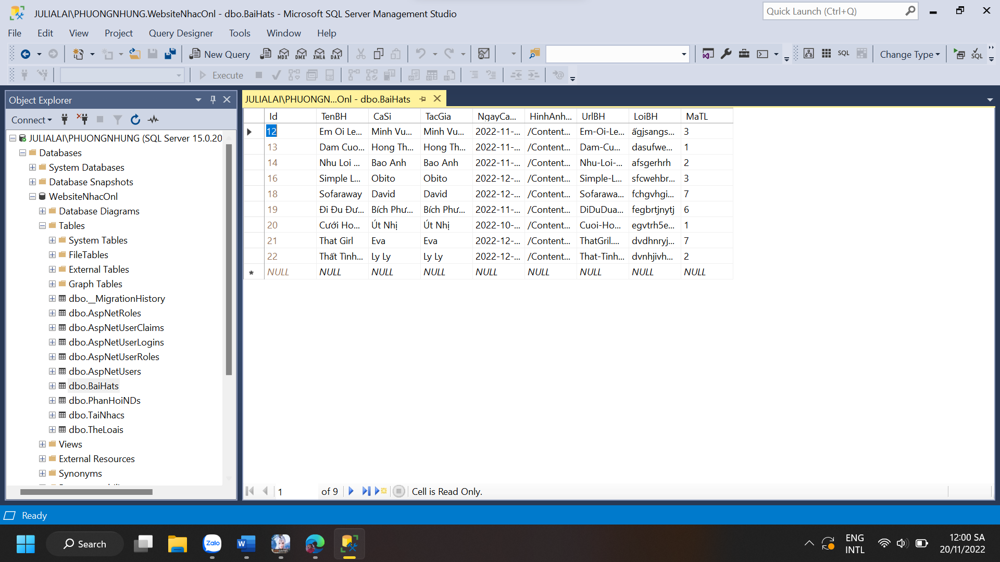 JULIALAI\PHUONGNHUNG.WebsiteNhacOnl - dbo.BaiHats - Microsoft SQL Server Management Studio
Quick Launch (Ctrl+Q)
File Edit View Project Query Designer Tools Window Help
New Query MDX DMX XMLA DAX SQL Change Type SQL
Execute
Object Explorer
JULIALAI\PHUONGN...Onl - dbo.BaiHats
Connect
JULIALAI\PHUONGNHUNG (SQL Server 15.0.20
Databases
System Databases
Database Snapshots
WebsiteNhacOnl
Database Diagrams
Tables
System Tables
FileTables
External Tables
Graph Tables
dbo.__MigrationHistory
dbo.AspNetRoles
dbo.AspNetUserClaims
dbo.AspNetUserLogins
dbo.AspNetUserRoles
dbo.AspNetUsers
dbo.BaiHats
dbo.PhanHoiNDs
dbo.TaiNhacs
dbo.TheLoais
Views
External Resources
Synonyms
Id TenBH CaSi TacGia NgayCa... HinhAnh... UrlBH LoiBH MaTL
12 Em Oi Le... Minh Vu... Minh Vu... 2022-11-... /Content... Em-Oi-Le... ấgjsangs... 3
13 Dam Cuo... Hong Th... Hong Th... 2022-11-... /Content... Dam-Cu... dasufwe... 1
14 Nhu Loi ... Bao Anh Bao Anh 2022-11-... /Content... Nhu-Loi-... afsgerhrh 2
16 Simple L... Obito Obito 2022-12-... /Content... Simple-L... sfcwehbr... 3
18 Sofaraway David David 2022-12-... /Content... Sofarawa... fchgvhgi... 7
19 Đi Đu Đư... Bích Phư... Bích Phư... 2022-11-... /Content... DiDuDua... fegbrtjnytj 6
20 Cưới Ho... Út Nhị Út Nhị 2022-10-... /Content... Cuoi-Ho... egvtrh5e... 1
21 That Girl Eva Eva 2022-12-... /Content... ThatGril.... dvdhnryj... 7
22 Thất Tình... Ly Ly Ly Ly 2022-12-... /Content... That-Tinh... dvnhjivh... 2
NULL NULL NULL NULL NULL NULL NULL NULL NULL
1 of 9 Cell is Read Only.
Ready
Search
Zalo
W
ENG
INTL
12:00 SA
20/11/2022